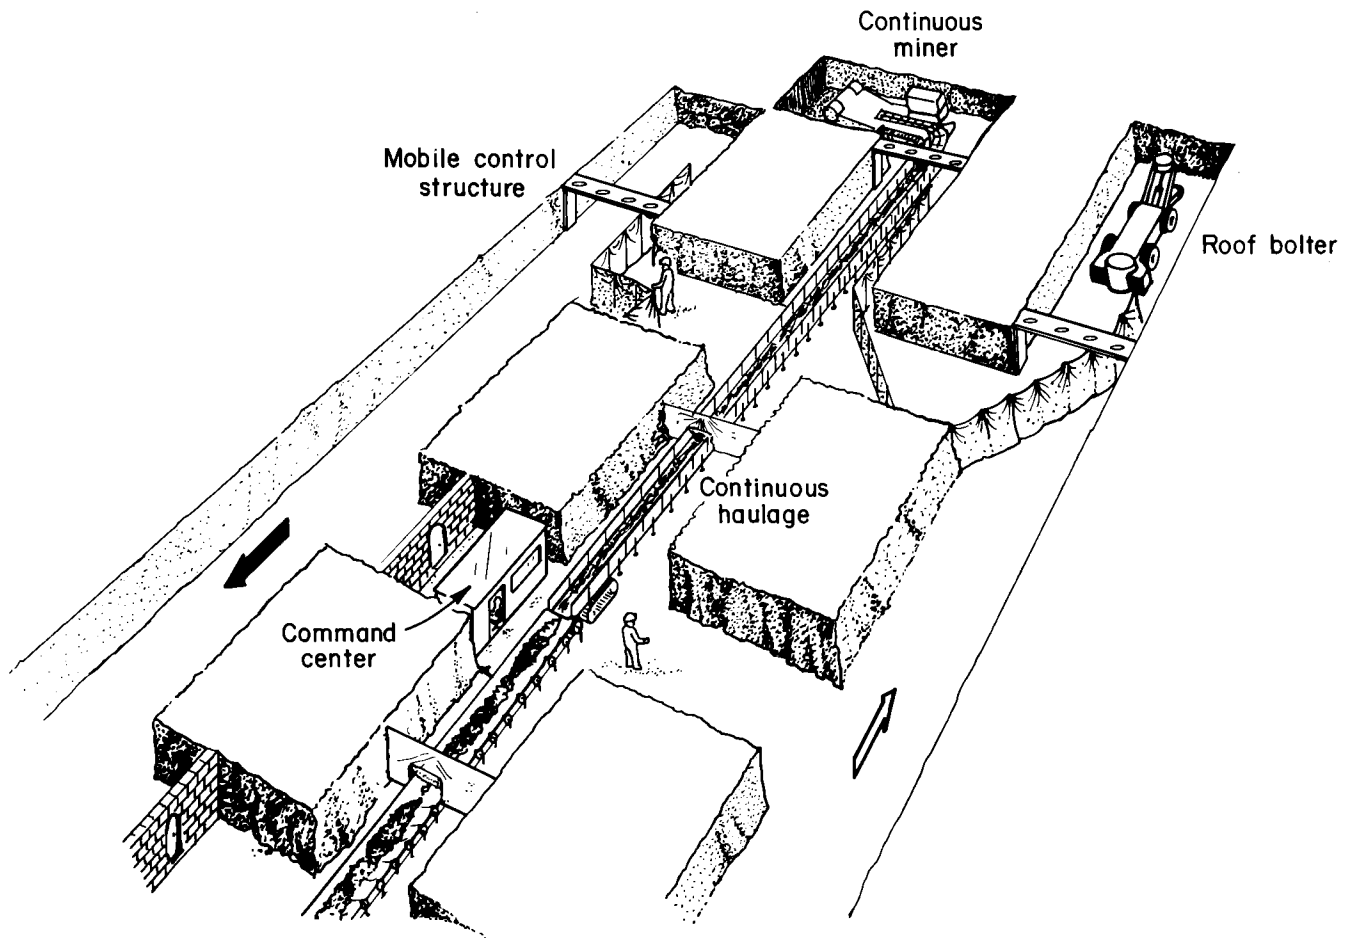 Continuous
miner
Mobile control
structure
Roof bolter
Continuous
haulage
Command
center